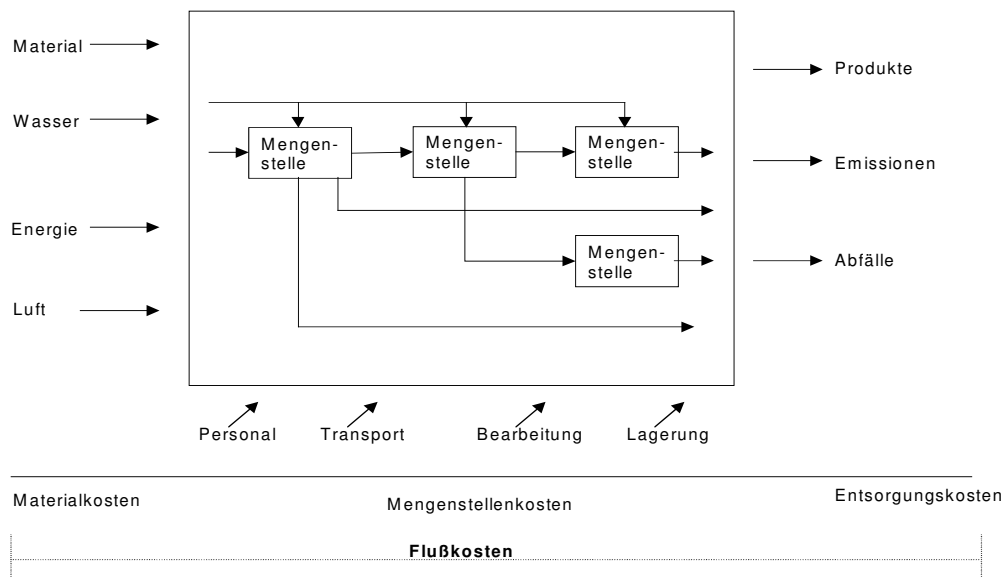 Material
Produkte
Wasser
Mengen-
stelle
Mengen-
stelle
Mengen-
stelle
Emissionen
Energie
Mengen-
stelle
Abfälle
Luft
Personal
Transport
Bearbeitung
Lagerung
Materialkosten
Mengenstellenkosten
Entsorgungskosten
Flußkosten